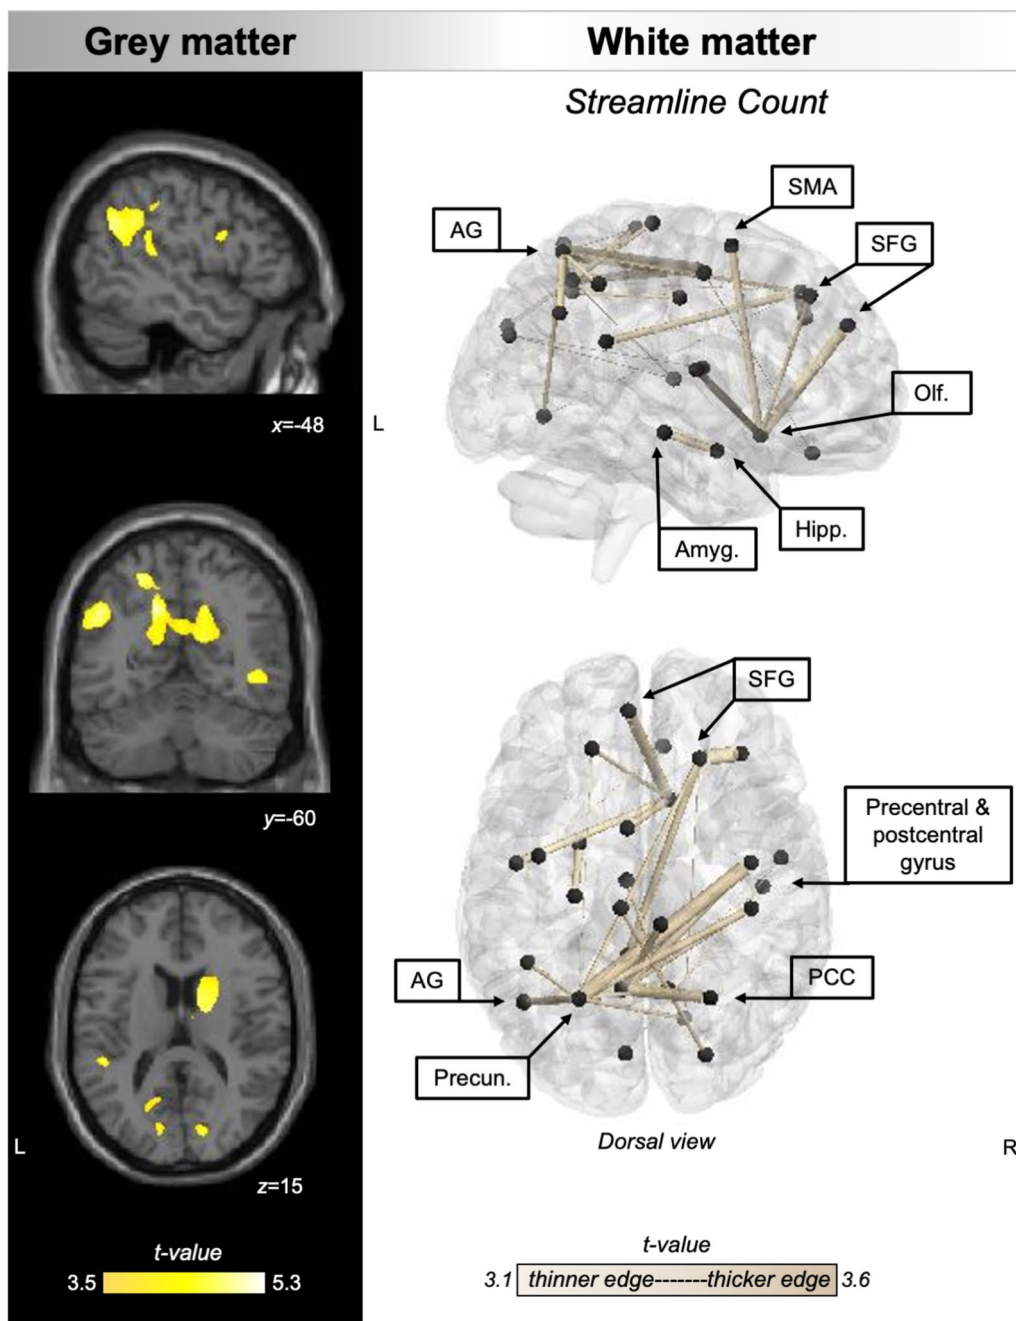 Grey matter
White matter
Streamline Count
SMA
AG
SFG
Olf.
x=-48
L
Hipp.
Amyg.
SFG
Precentral &
postcentral
gyrus
y=-60
AG
PCC
Precun.
L
Dorsal view
R
z=15
t-value
3.5
5.3
t-value
3.1 thinner edge-------thicker edge 3.6